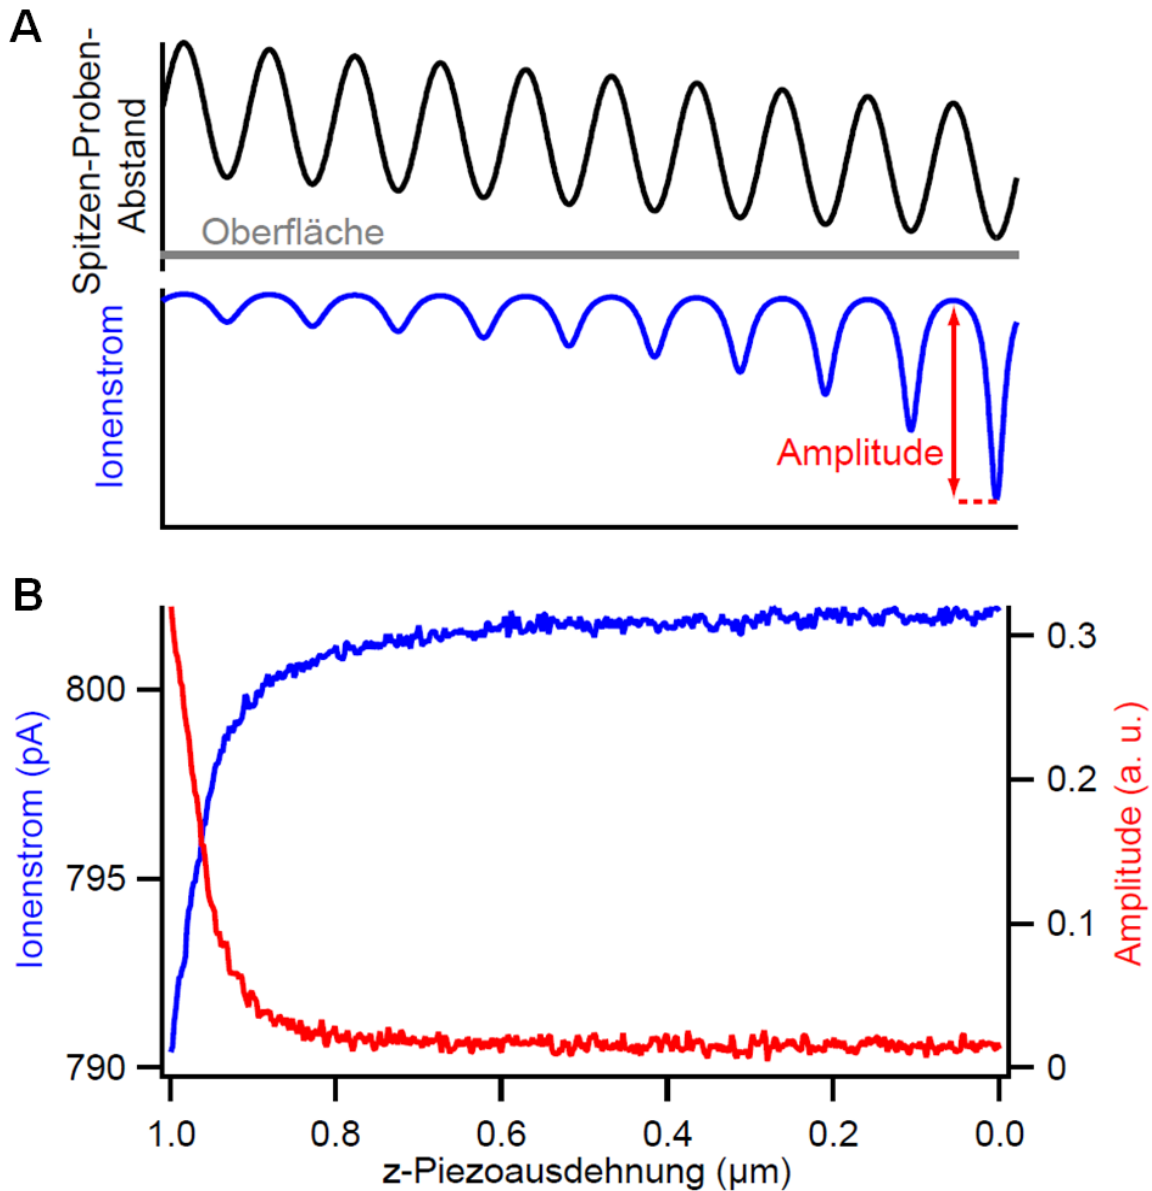 A
Spitzen-Proben-
Abstand
Oberfläche
Ionenstrom
Amplitude
B
Ionenstrom (pA)
800
795
790
0.3
0.2
0.1
0
Amplitude (a. u.)
1.0 0.8 0.6 0.4 0.2 0.0
z-Piezoausdehnung (µm)